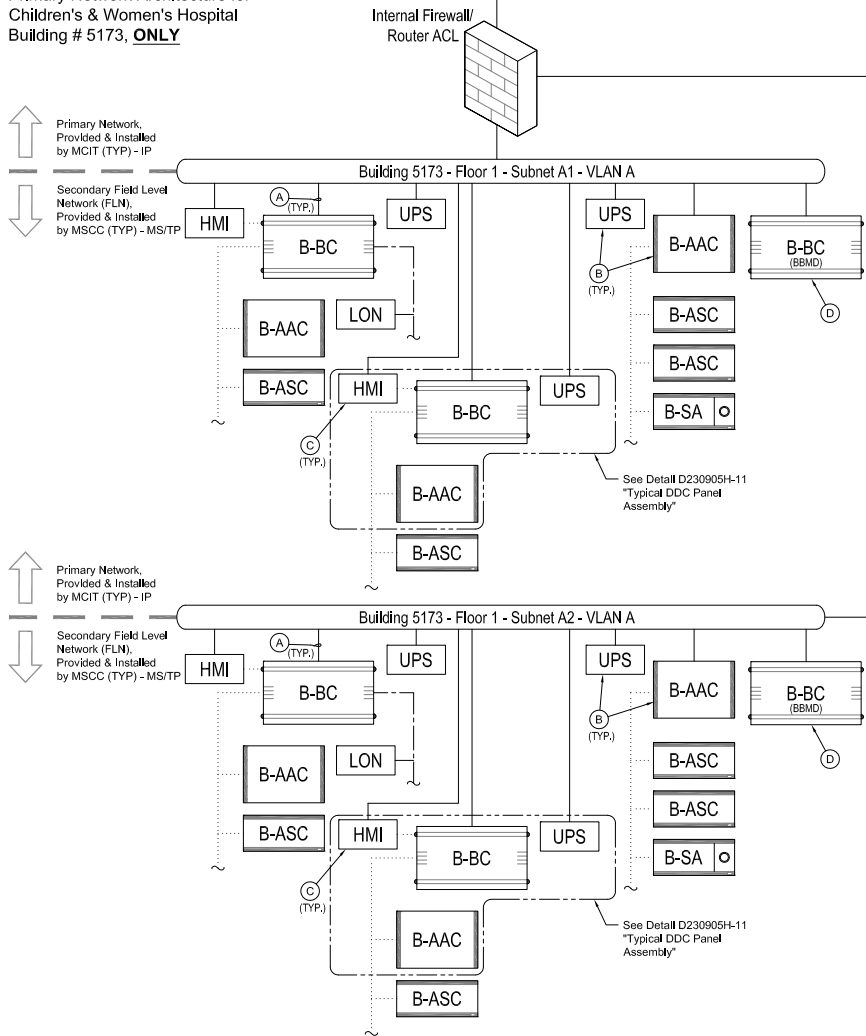 Primary Network Architecture for
Children's & Women's Hospital
Building # 5173, ONLY
Internal Firewall/
Router ACL
Primary Network,
Provided & Installed
by MCIT (TYP) - IP
Building 5173 - Floor 1 - Subnet A1 - VLAN A
Secondary Field Level
Network (FLN),
Provided & Installed
by MSCC (TYP) - MS/TP
HMI
A
(TYP.)
B-BC
UPS
UPS
B
(TYP.)
B-AAC
B-BC
(BBMD)
D
LON
B-AAC
B-ASC
B-ASC
B-ASC
B-SA
HMI
C
(TYP.)
B-BC
UPS
B-AAC
B-ASC
See Detail D230905H-11
"Typical DDC Panel
Assembly"
Primary Network,
Provided & Installed
by MCIT (TYP) - IP
Building 5173 - Floor 1 - Subnet A2 - VLAN A
Secondary Field Level
Network (FLN),
Provided & Installed
by MSCC (TYP) - MS/TP
HMI
A
(TYP.)
B-BC
UPS
UPS
B
(TYP.)
B-AAC
B-BC
(BBMD)
D
LON
B-AAC
B-ASC
B-ASC
B-ASC
B-SA
HMI
C
(TYP.)
B-BC
UPS
B-AAC
B-ASC
See Detail D230905H-11
"Typical DDC Panel
Assembly"